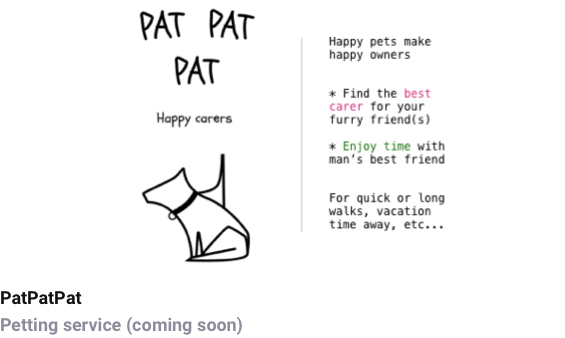 PAT PAT
PAT
Happy carers
Happy pets make
happy owners
* Find the best
carer for your
furry friend(s)
* Enjoy time with
man's best friend
For quick or long
walks, vacation
time away, etc...
PatPatPat
Petting service (coming soon)